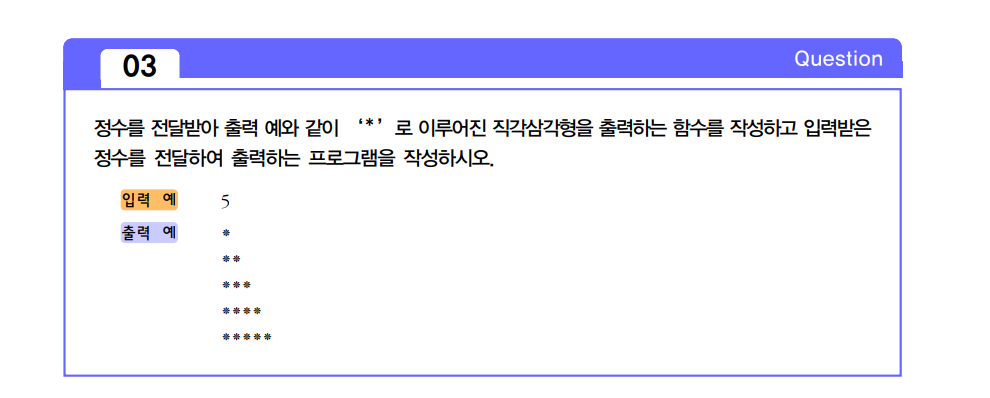 03
Question
정수를 전달받아 출력 예와 같이 ‘*’로 이루어진 직각삼각형을 출력하는 함수를 작성하고 입력받은
정수를 전달하여 출력하는 프로그램을 작성하시오.
입력 예 5
출력 예 *
**
***
****
*****